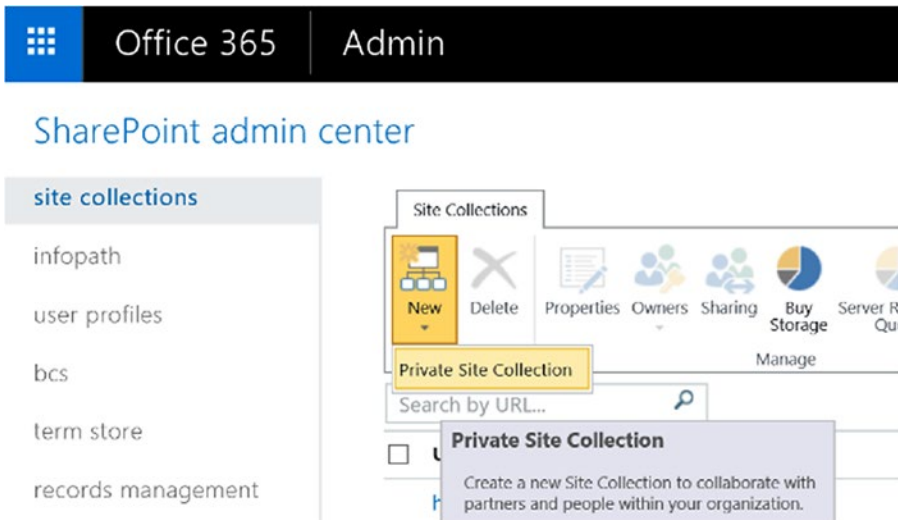 Office 365 Admin
SharePoint admin center
site collections
infopath
user profiles
bcs
term store
records management
Site Collections
New
Delete
Properties
Owners
Sharing
Buy
Storage
Server
Manage
Private Site Collection
Search by URL...
Private Site Collection
Create a new Site Collection to collaborate with
partners and people within your organization.